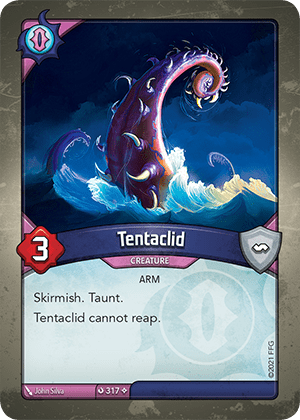 Tentaclid
CREATURE
3
ARM
Skirmish. Taunt.
Tentaclid cannot reap.
John Silva
317
©2021 FFG